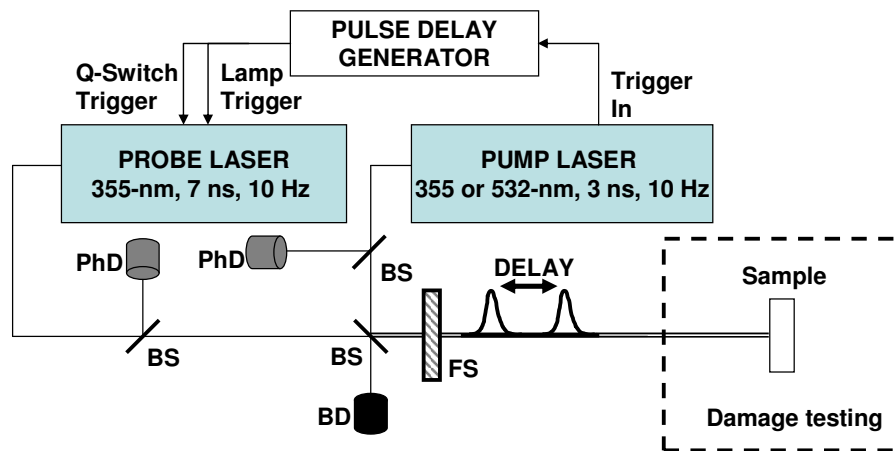 PULSE DELAY
GENERATOR
Q-Switch
Trigger
Lamp
Trigger
Trigger
In
PROBE LASER
355-nm, 7 ns, 10 Hz
PUMP LASER
355 or 532-nm, 3 ns, 10 Hz
PhD
PhD
BS
DELAY
Sample
BS
BS
FS
BD
Damage testing